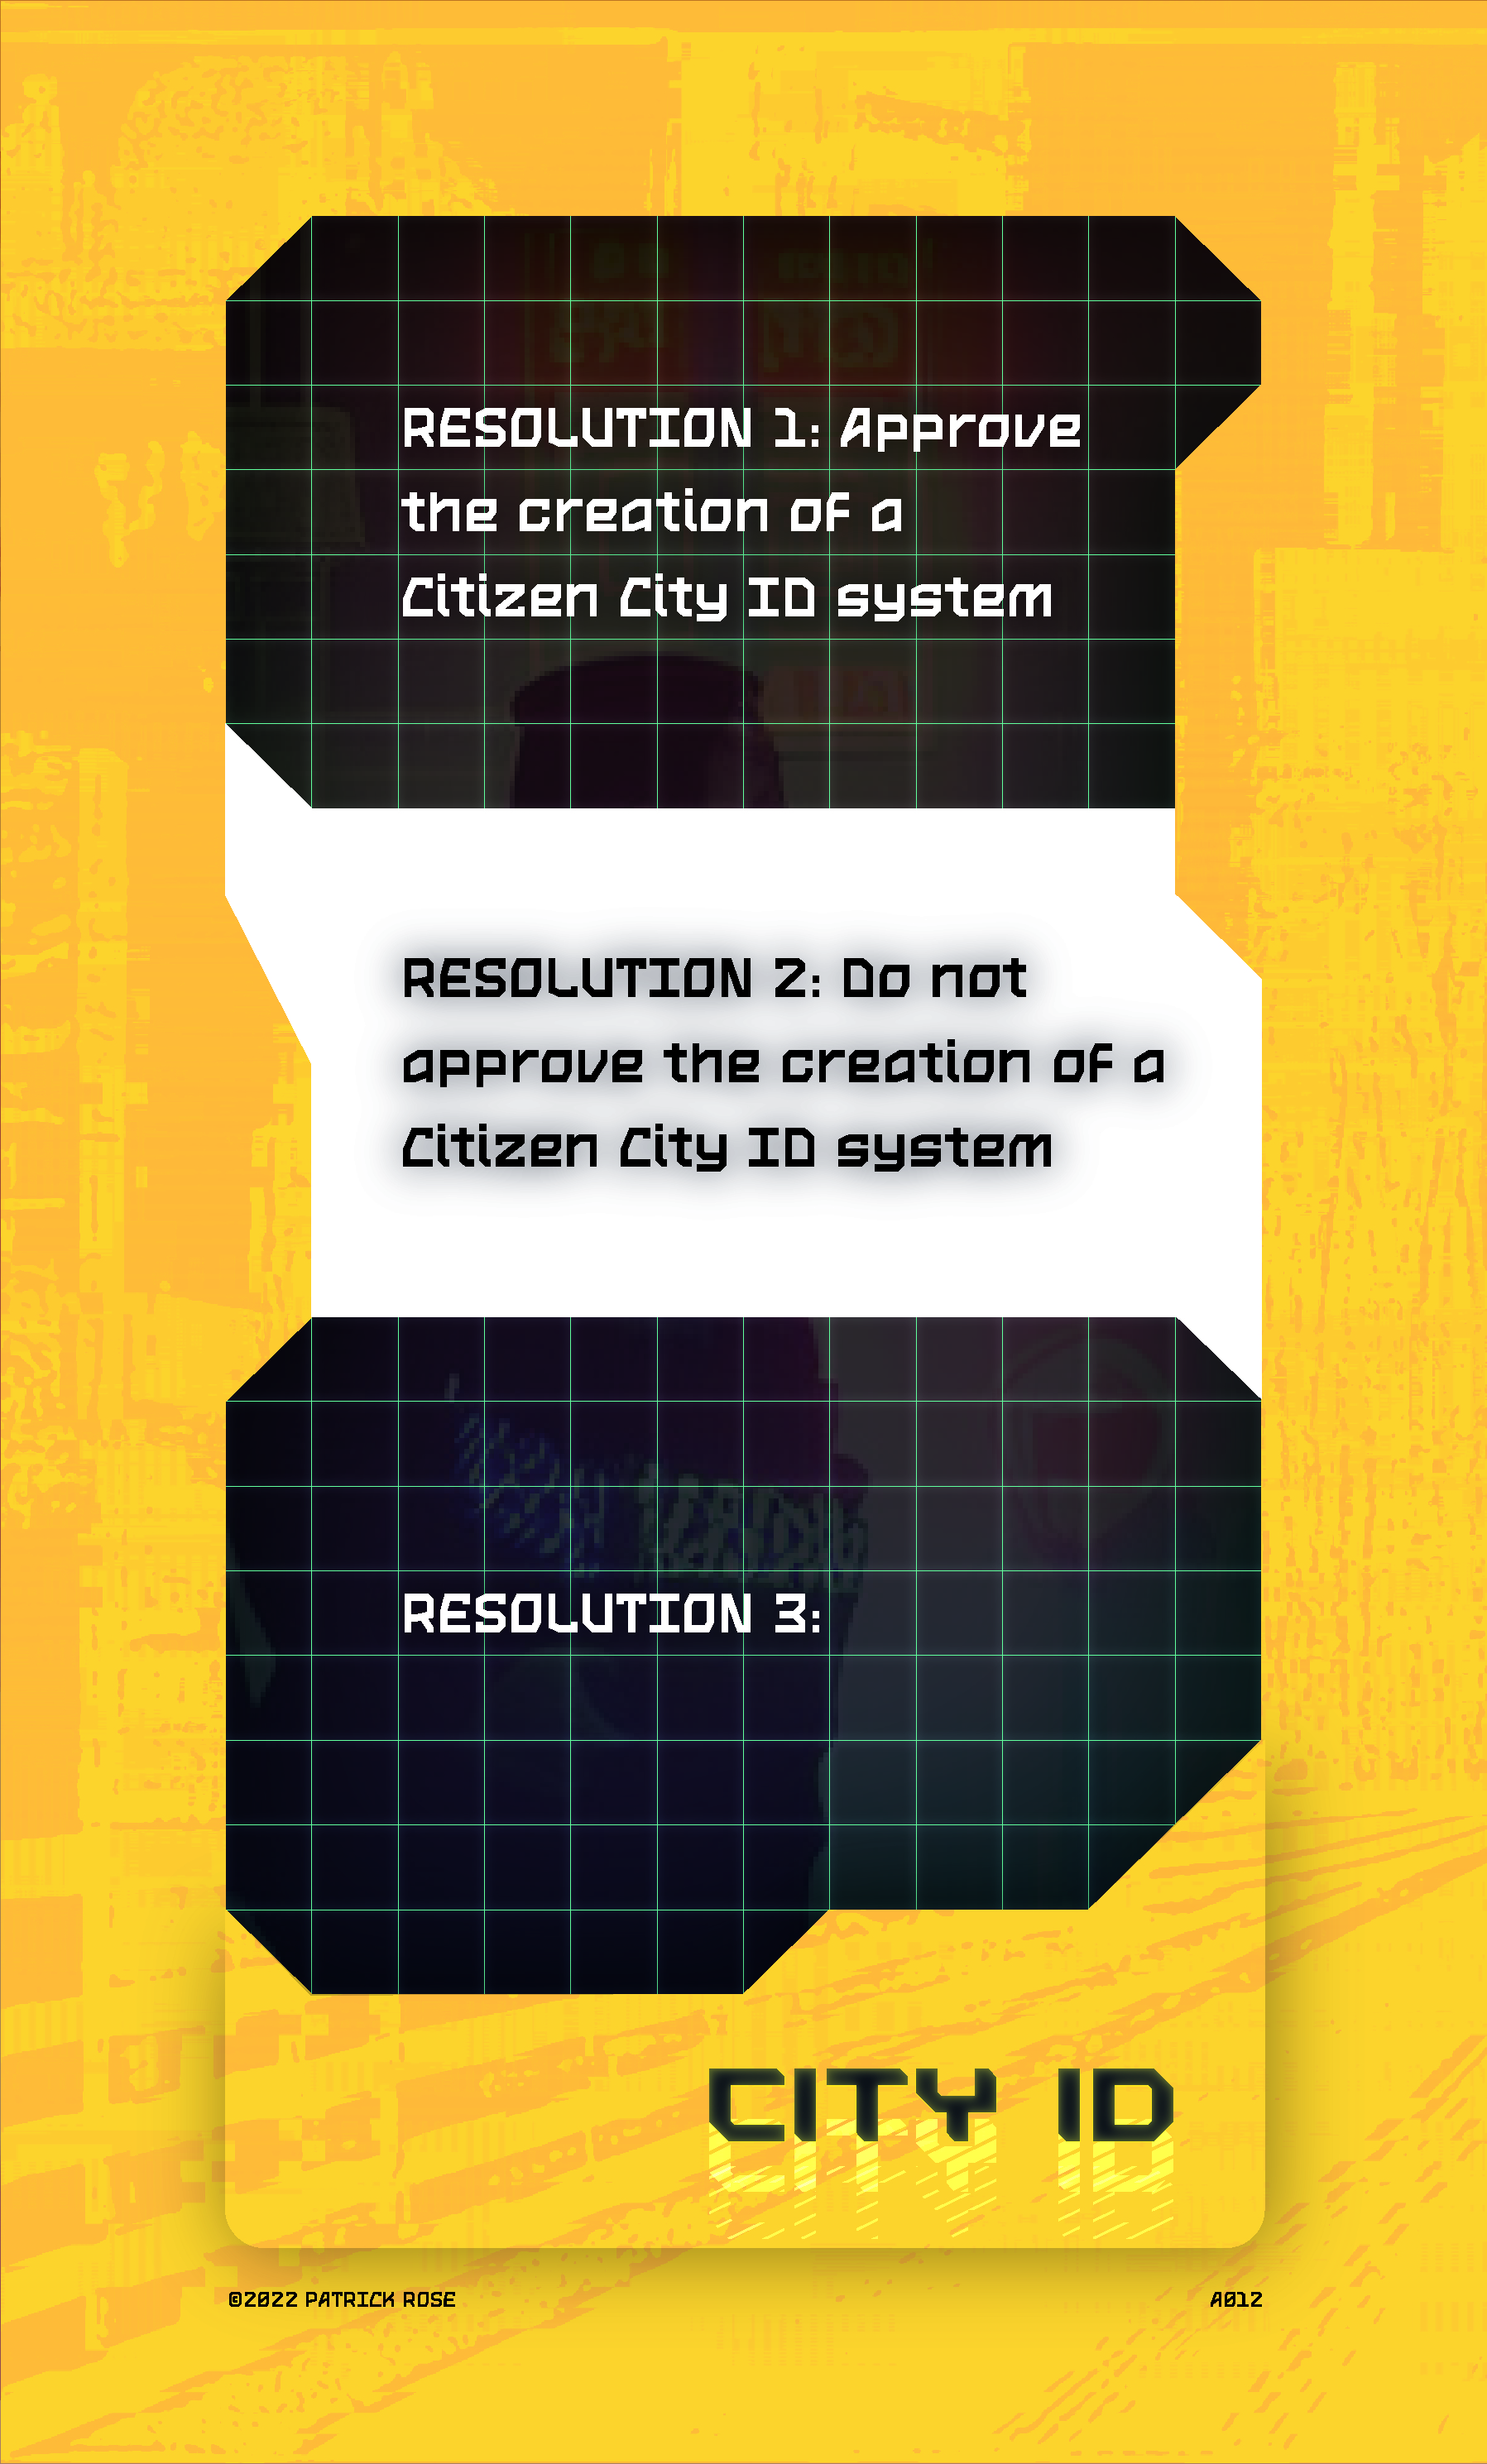 RESOLUTION 1: Approve
the creation of a
Citizen City ID system
RESOLUTION 2: Do not
approve the creation of a
Citizen City ID system
RESOLUTION 3:
CITY ID
©2022 PATRICK ROSE
A012